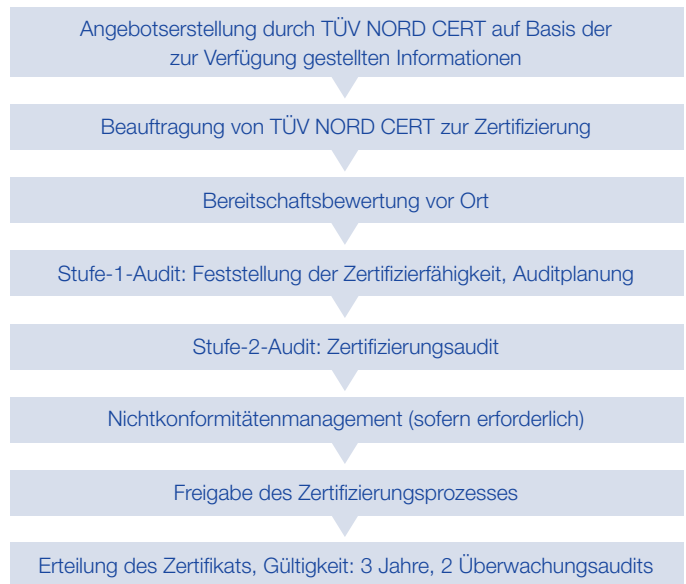 Angebotserstellung durch TÜV NORD CERT auf Basis der
zur Verfügung gestellten Informationen
Beauftragung von TÜV NORD CERT zur Zertifizierung
Bereitschaftsbewertung vor Ort
Stufe-1-Audit: Feststellung der Zertifizierfähigkeit, Auditplanung
Stufe-2-Audit: Zertifizierungsaudit
Nichtkonformitätenmanagement (sofern erforderlich)
Freigabe des Zertifizierungsprozesses
Erteilung des Zertifikats, Gültigkeit: 3 Jahre, 2 Überwachungsaudits